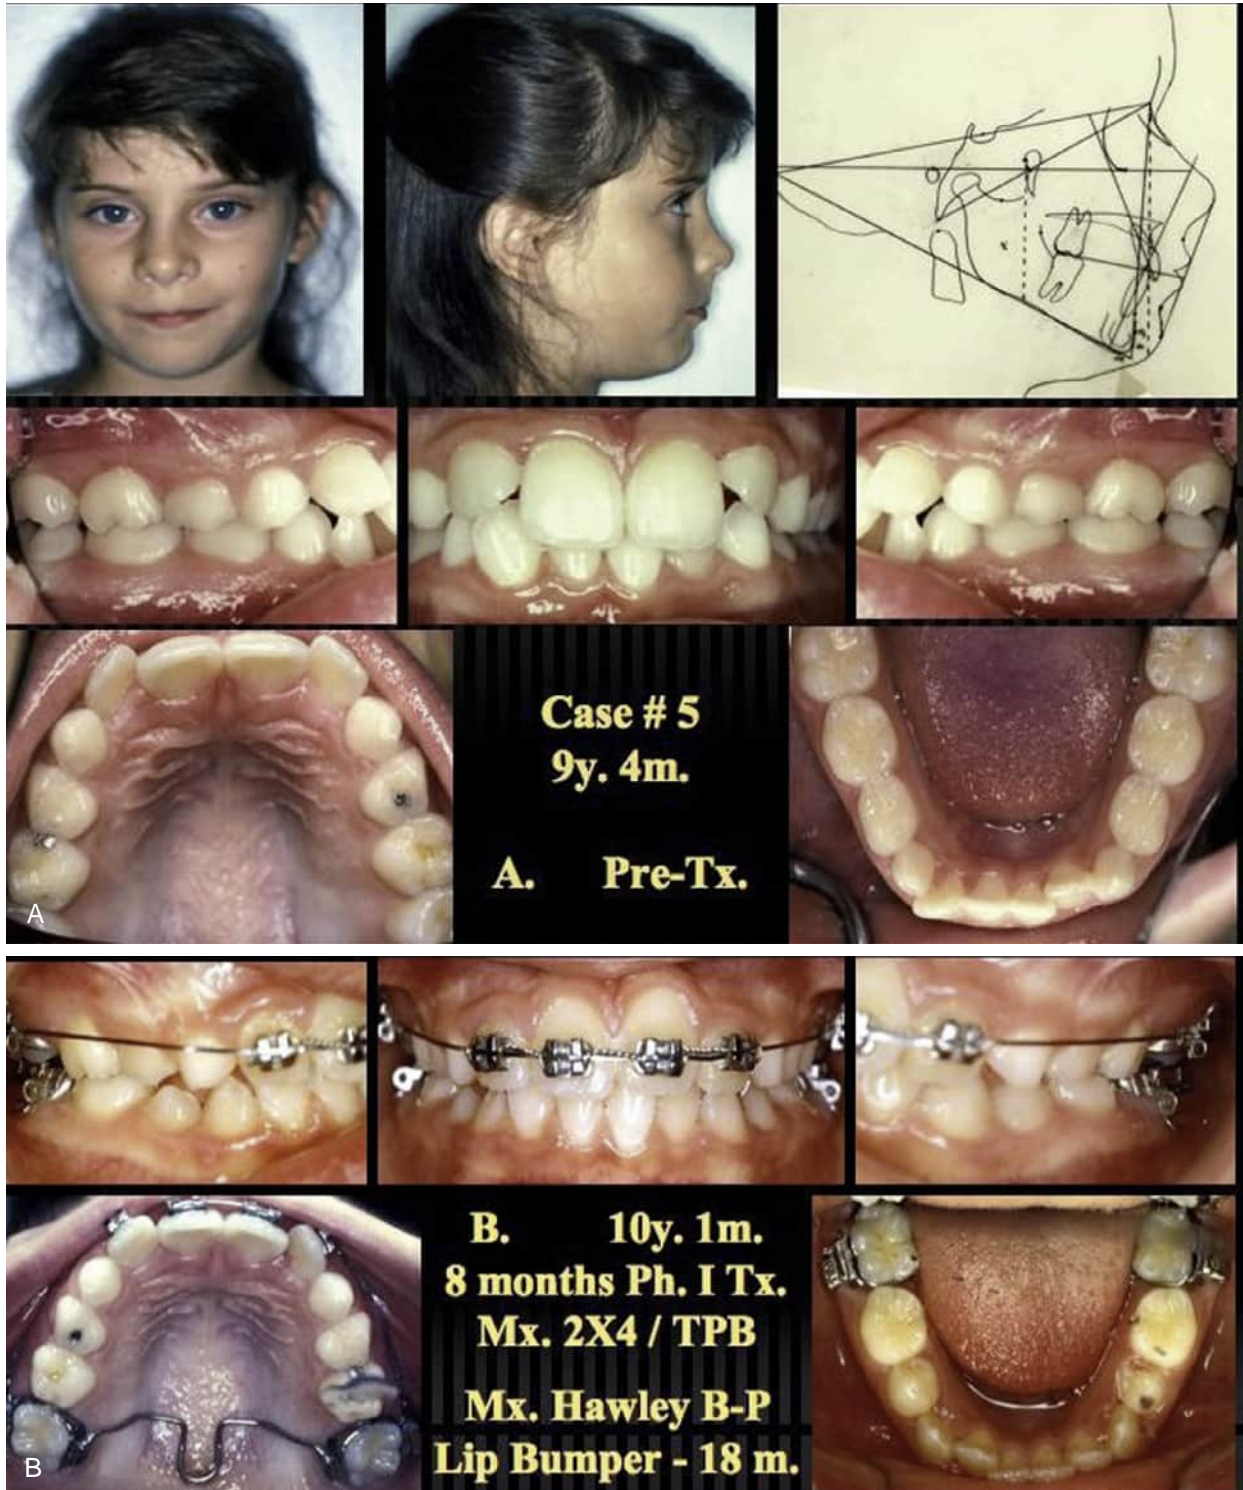 Case # 5
9y. 4m.
A. Pre-Tx.
A
B. 10y. 1m.
8 months Ph. I Tx.
Mx. 2X4 / TPB
Mx. Hawley B-P
Lip Bumper - 18 m.
B